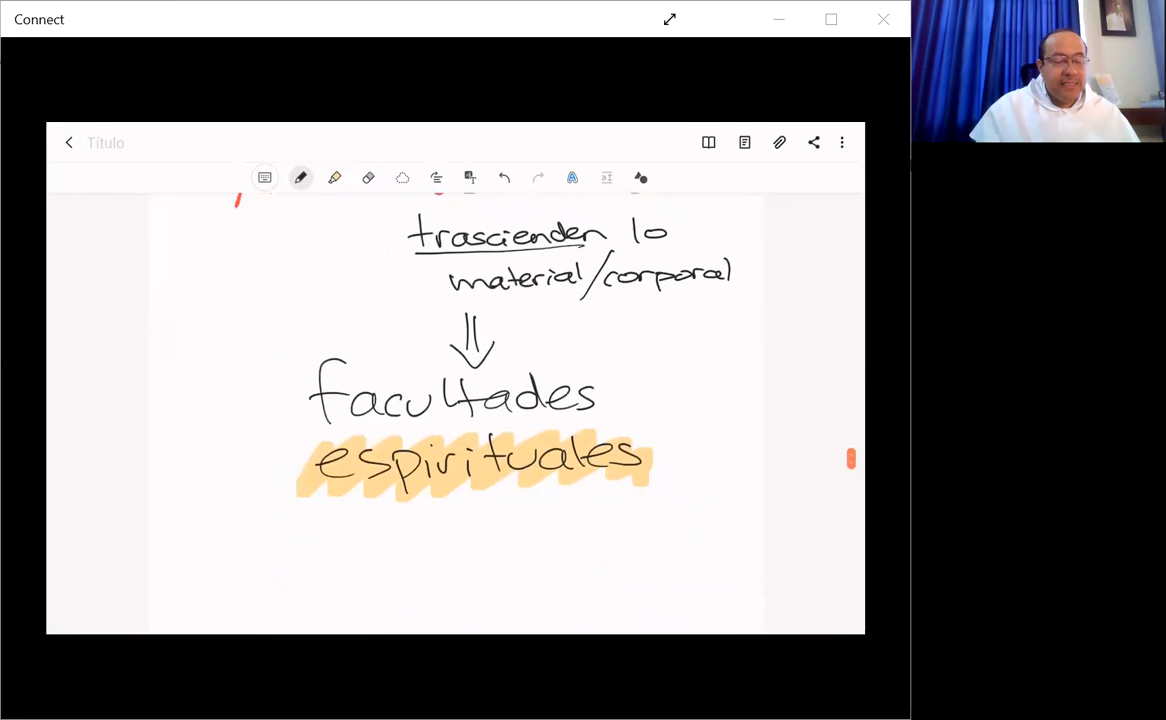 Connect
Título
trascienden lo
material/corporal
facultades
espirituales